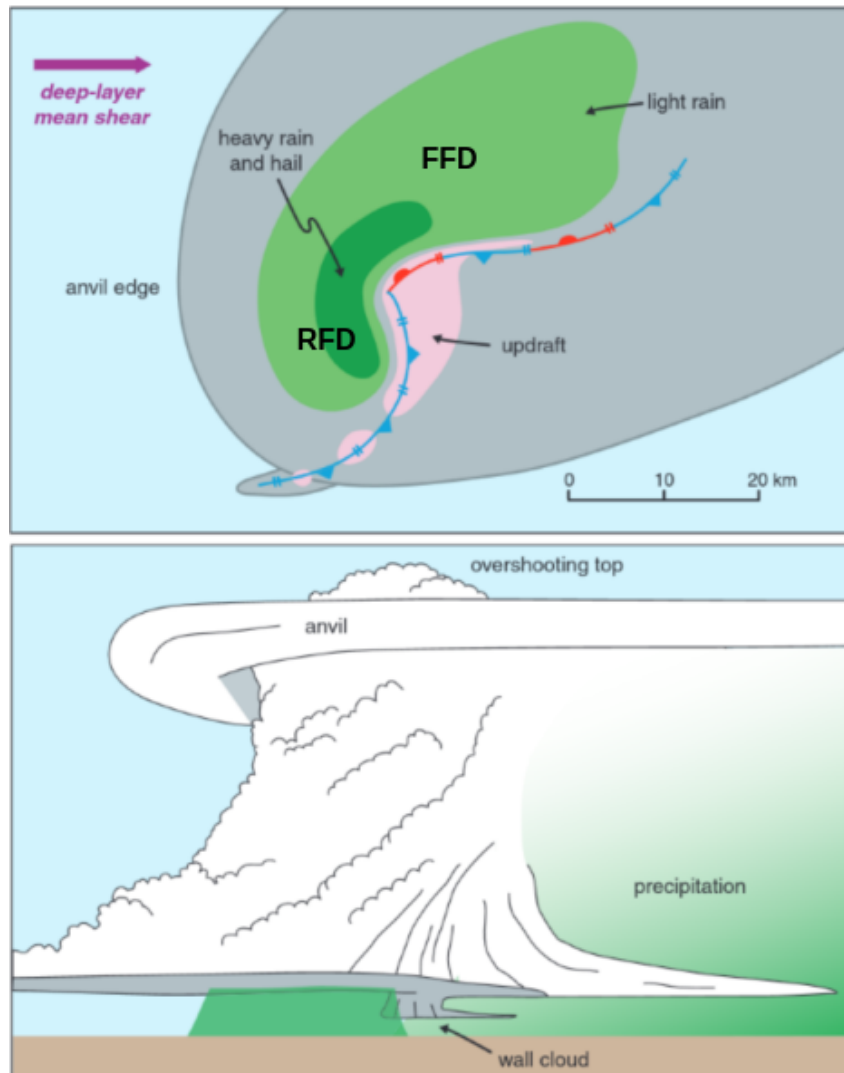 deep-layer
mean shear
heavy rain
and hail
FFD
light rain
anvil edge
RFD
updraft
0 10 20 km
overshooting top
anvil
precipitation
wall cloud